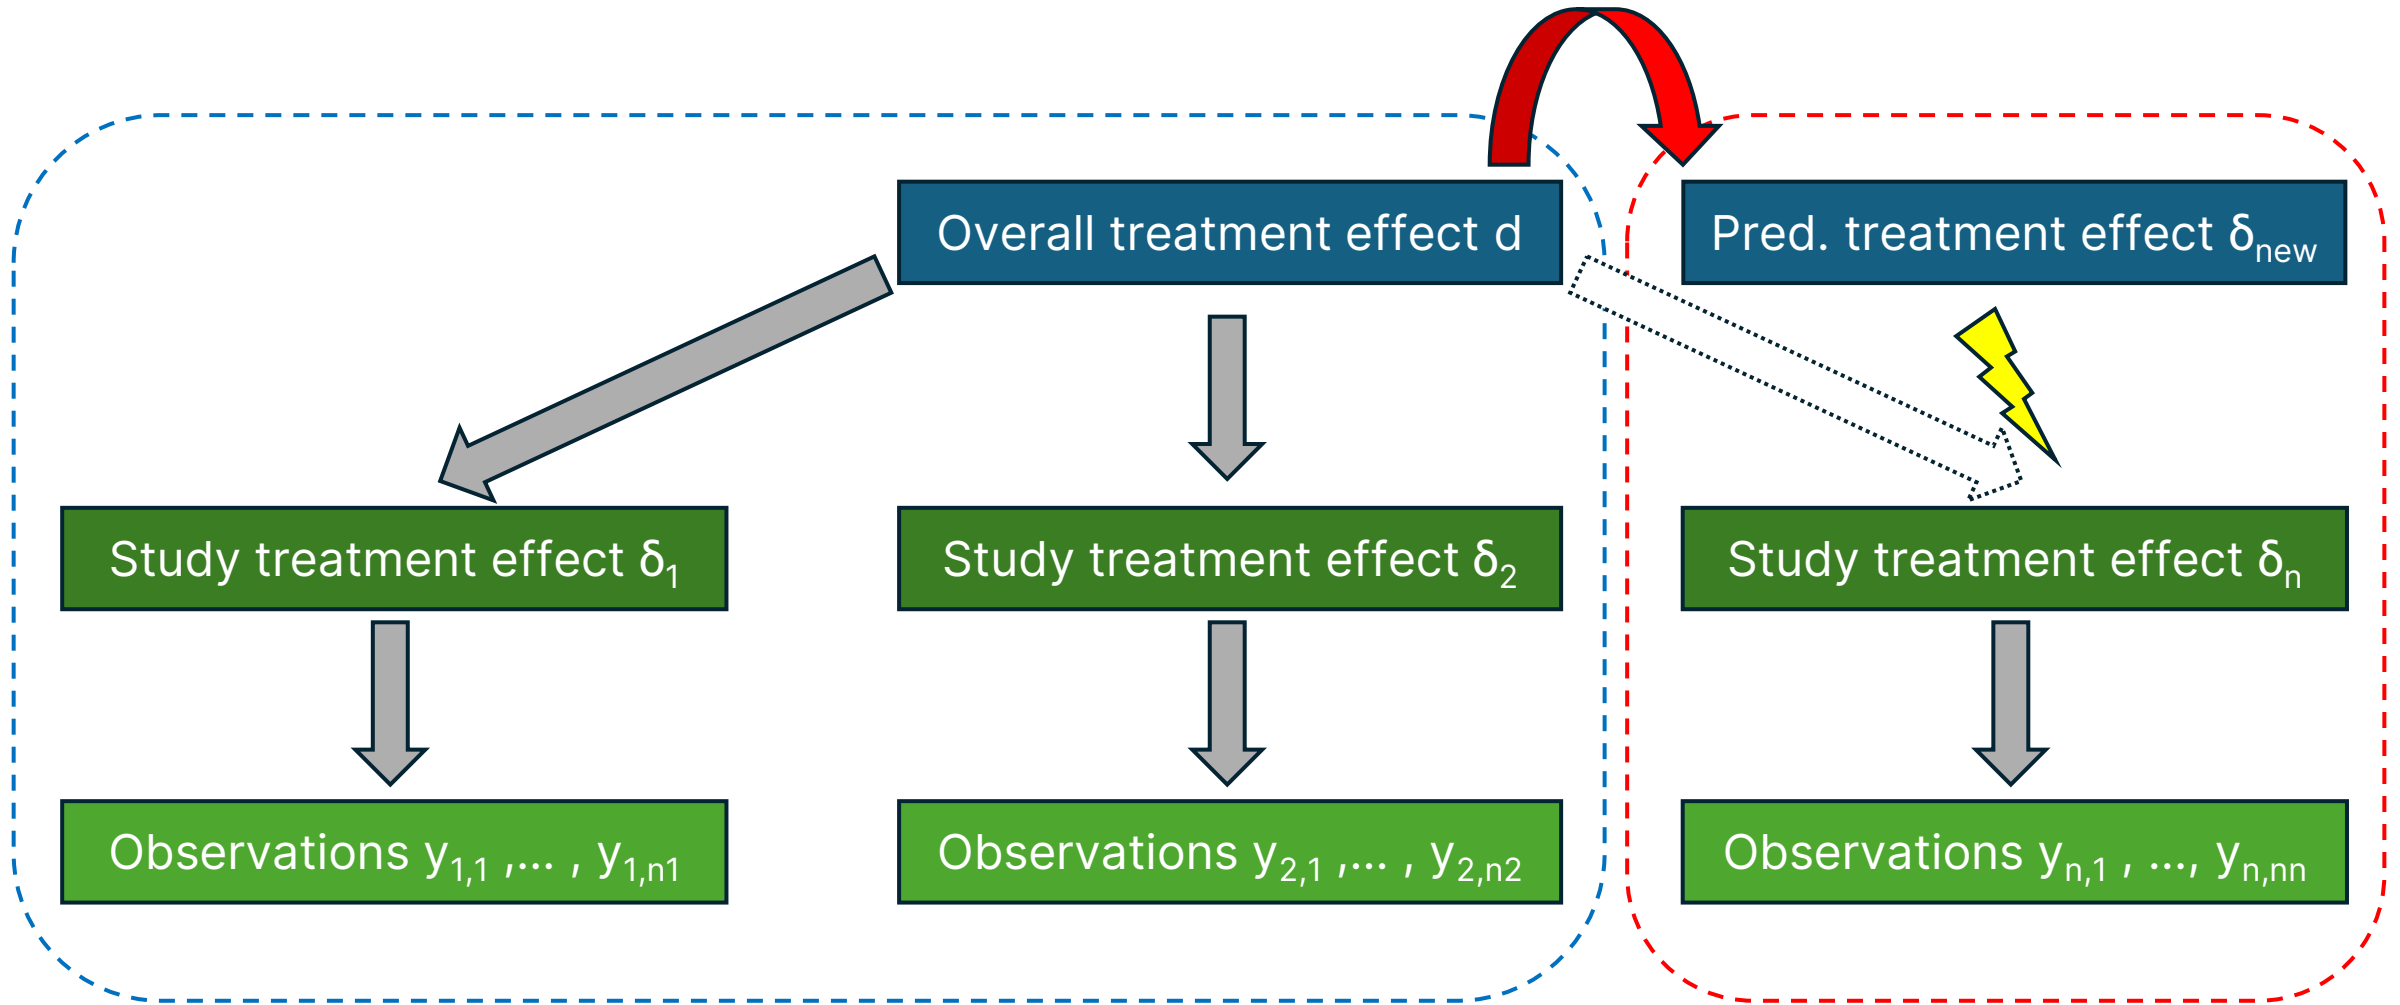 Overall treatment effect d
Pred. treatment effect δnew
Study treatment effect δ1
Study treatment effect δ2
Study treatment effect δn
Observations y1,1 ,... , y1,n1
Observations y2,1 ,... , y2,n2
Observations yn,1 , ..., yn,nn